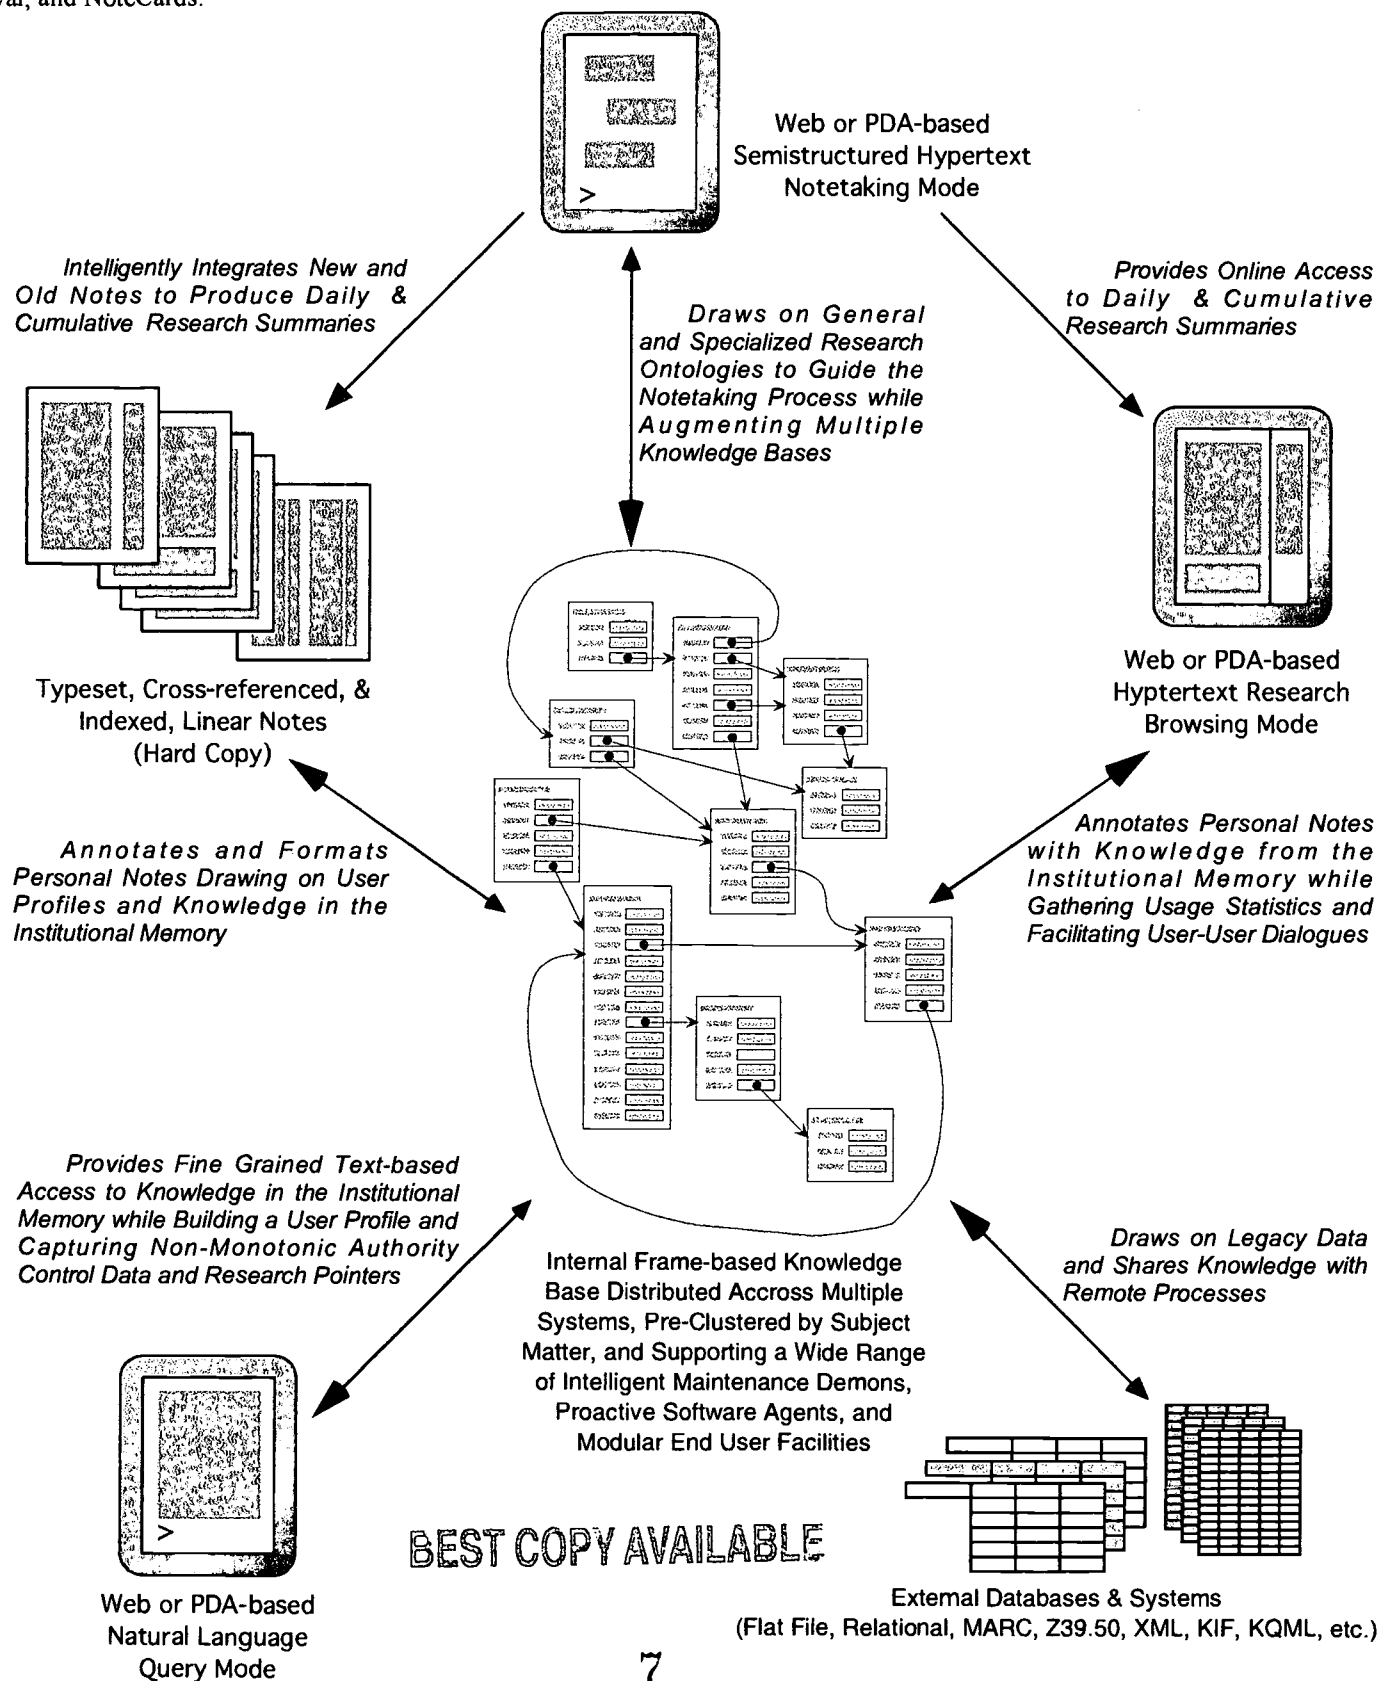 and NoteCards.
>
Web or PDA-based
Semistructured Hypertext
Notetaking Mode
Intelligently Integrates New and
Old Notes to Produce Daily &
Cumulative Research Summaries
Draws on General
and Specialized Research
Ontologies to Guide the
Notetaking Process while
Augmenting Multiple
Knowledge Bases
Provides Online Access
to Daily & Cumulative
Research Summaries
Typeset, Cross-referenced, &
Indexed, Linear Notes
(Hard Copy)
Web or PDA-based
Hyptertext Research
Browsing Mode
Annotates and Formats
Personal Notes Drawing on User
Profiles and Knowledge in the
Institutional Memory
Annotates Personal Notes
with Knowledge from the
Institutional Memory while
Gathering Usage Statistics and
Facilitating User-User Dialogues
Provides Fine Grained Text-based
Access to Knowledge in the Institutional
Memory while Building a User Profile and
Capturing Non-Monotonic Authority
Control Data and Research Pointers
Internal Frame-based Knowledge
Base Distributed Accross Multiple
Systems, Pre-Clustered by Subject
Matter, and Supporting a Wide Range
of Intelligent Maintenance Demons,
Proactive Software Agents, and
Modular End User Facilities
Draws on Legacy Data
and Shares Knowledge with
Remote Processes
>
Web or PDA-based
Natural Language
Query Mode
BEST COPY AVAILABLE
External Databases & Systems
(Flat File, Relational, MARC, Z39.50, XML, KIF, KQML, etc.)
7